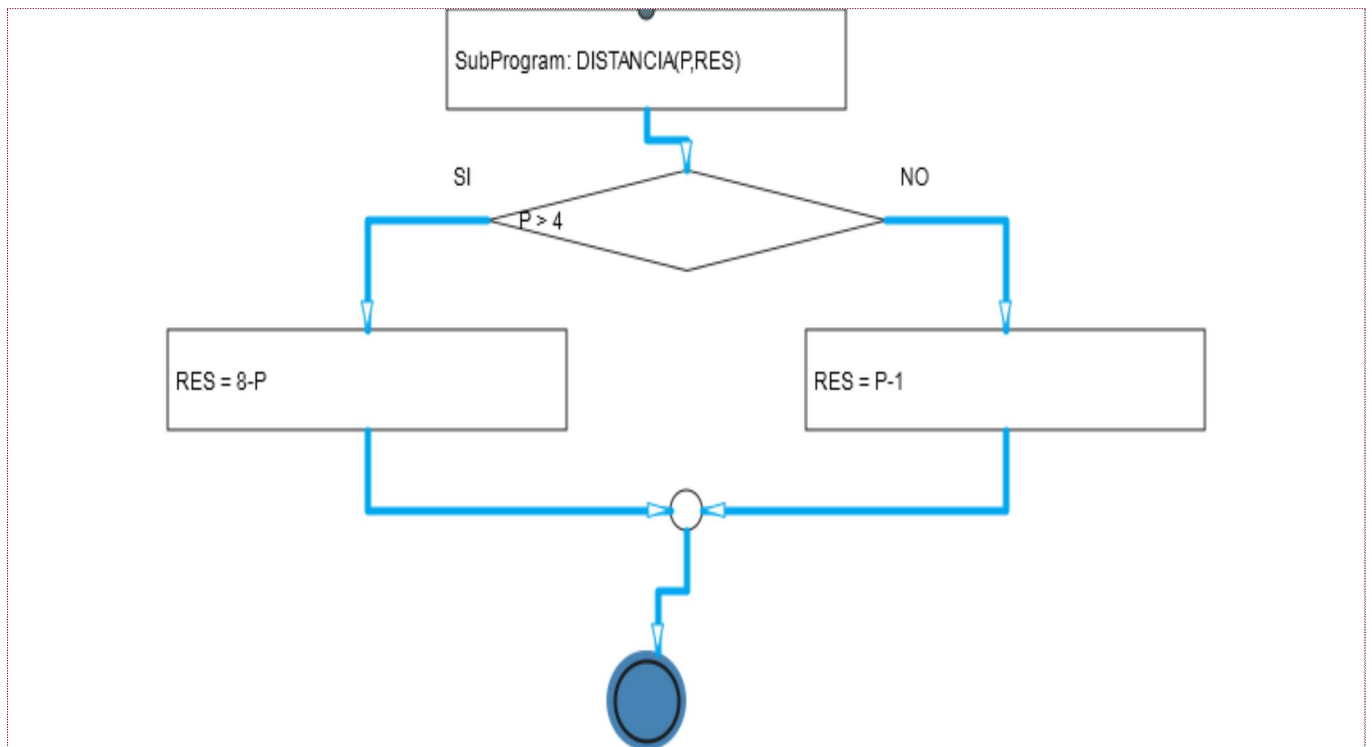 SubProgram: DISTANCIA(P,RES)
SI
NO
P > 4
RES = 8-P
RES = P-1